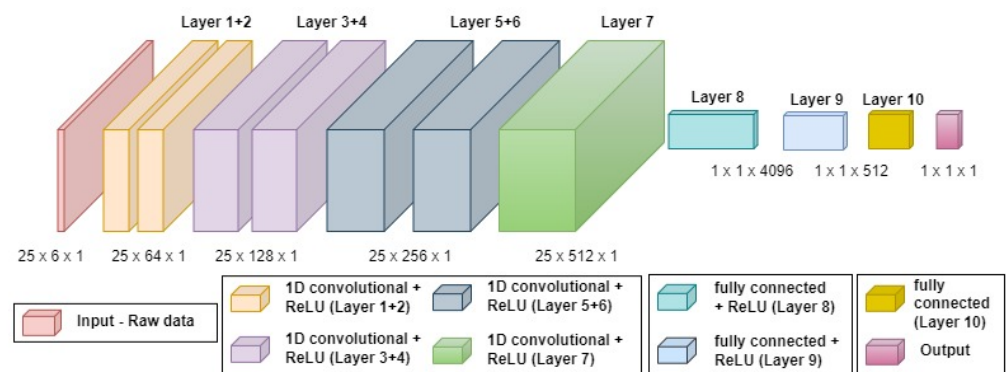 Layer 1+2
Layer 3+4
Layer 5+6
Layer 7
Layer 8
Layer 9
Layer 10
1 x 1 x 4096
1 x 1 x 512
1 x 1 x 1
25 x 6 x 1
25 x 64 x 1
25 x 128 x 1
25 x 256 x 1
25 x 512 x 1
Input - Raw data
1D convolutional +
ReLU (Layer 1+2)
1D convolutional +
ReLU (Layer 3+4)
1D convolutional +
ReLU (Layer 5+6)
1D convolutional +
ReLU (Layer 7)
fully connected
+ ReLU (Layer 8)
fully connected +
ReLU (Layer 9)
fully
connected
(Layer 10)
Output